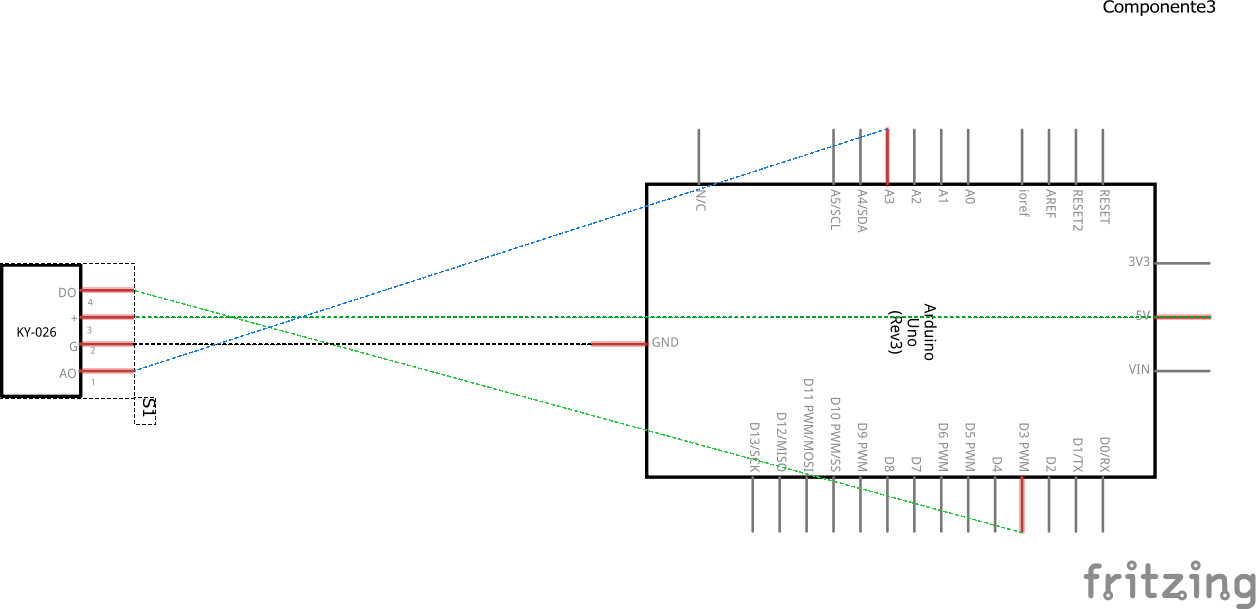 Componente3
N/C
A5/SCL
A4/SDA
A3
A2
A1
A0
ioref
AREF
RESET2
RESET
3V3
5V
VIN
Arduino
Uno
(Rev3)
GND
DO
4
+
3
G
2
AO
1
KY-026
S1
D13/SCK
D12/MISO
D11 PWM/MOSI
D10 PWM/SS
D9 PWM
D8
D7
D6 PWM
D5 PWM
D4
D3 PWM
D2
D1/TX
D0/RX
fritzing